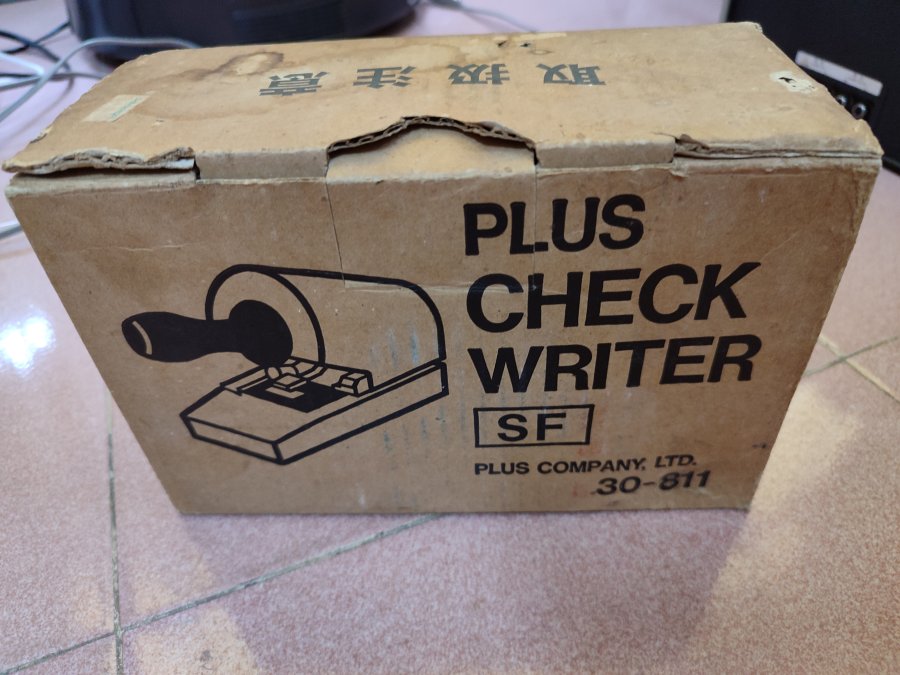 取扱注意
PLUS
CHECK
WRITER
SF
PLUS COMPANY, LTD.
30-811